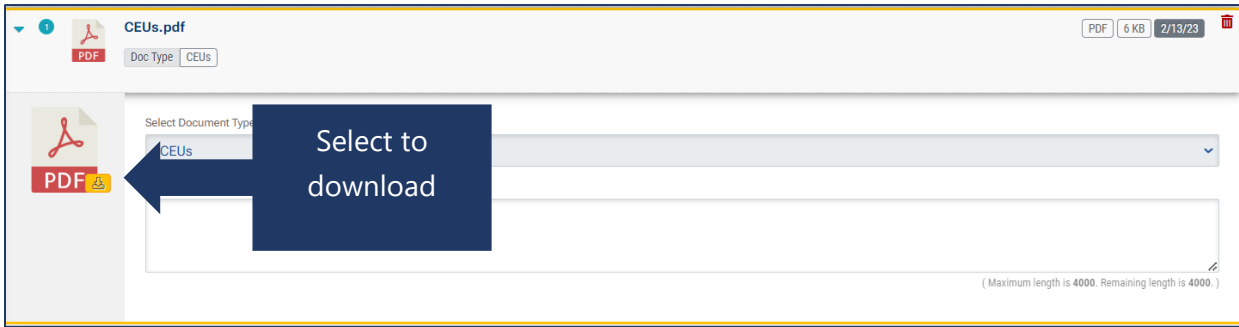 1
PDF
CEUs.pdf
Doc Type CEUs
PDF 6 KB 2/13/23
PDF
Select Document Type
CEUs
Select to
download
( Maximum length is 4000. Remaining length is 4000. )